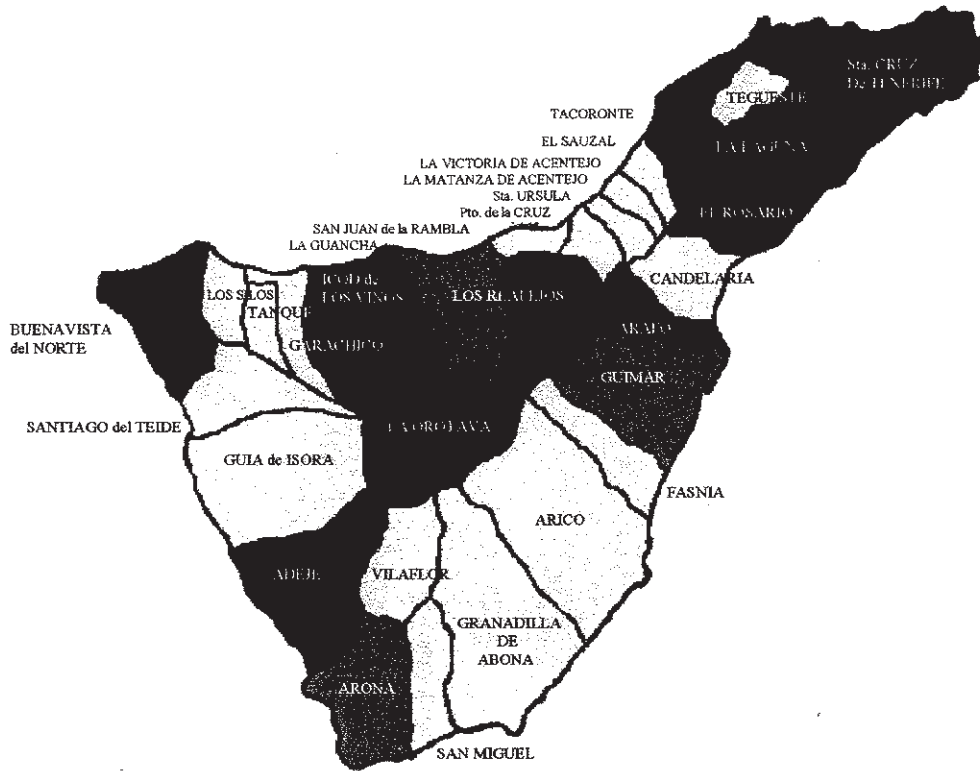 Sta. CRUZ
De TENERIFE
TEGUESTE
TACORONTE
EL SAUZAL
LA LAGUNA
LA VICTORIA DE ACENTEJO
LA MATANZA DE ACENTEJO
Sta. URSULA
Pto. de la CRUZ
EL ROSARIO
SAN JUAN de la RAMBLA
LA GUANCHA
CANDELARIA
ICOD de
LOS VINOS
LOS REALEJOS
LOS SILOS
TANQUE
BUENAVISTA
del NORTE
GARACHICO
ARAFO
GUIMAR
SANTIAGO del TEIDE
LA OROTAVA
GUIA de ISORA
FASNIA
ARICO
ADEJE
VILAFLOR
GRANADILLA
DE
ABONA
ARONA
SAN MIGUEL